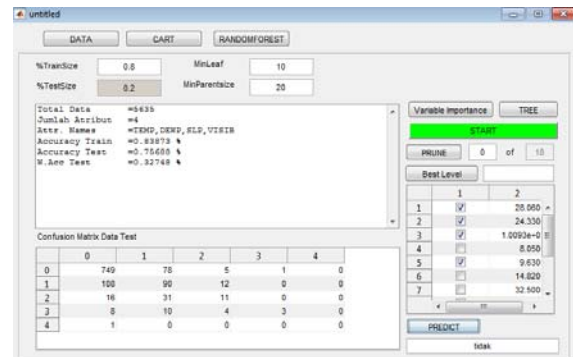 untitled
DATA CART RANDOMFOREST
%TrainSize 0.8 MinLeaf 10
%TestSize 0.2 MinParentsize 20
Total Data =5635
Jumlah Atribut =4
Attr. Names =TEMP,DEWP,SLP,VISIB
Accuracy Train =0.83873 %
Accuracy Test =0.75688 %
W.Acc Test =0.32748 %
Variable Importance TREE
START
PRUNE 0 of 18
Best Level
1 2
1 28.060
2 24.330
3 1.0093e+0
4 8.050
5 9.630
6 14.820
7 32.500
Confusion Matrix Data Test
0 1 2 3 4
0 749 78 5 1 0
1 108 90 12 0 0
2 16 31 11 0 0
3 8 10 4 3 0
4 1 0 0 0 0
PREDICT
tidak